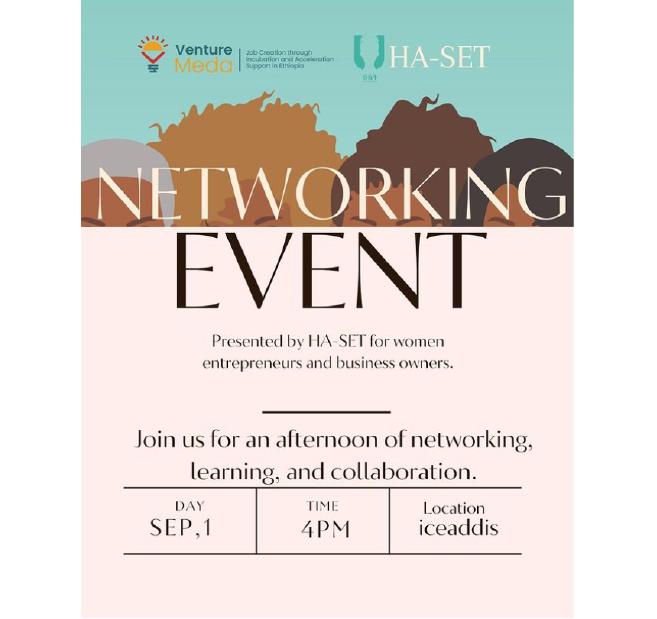 Venture
Meda
Job Creation through
Incubation and Acceleration
Support in Ethiopia
HA-SET
NETWORKING
EVENT
Presented by HA-SET for women
entrepreneurs and business owners.
Join us for an afternoon of networking,
learning, and collaboration.
DAY
SEP,1
TIME
4PM
Location
iceaddis